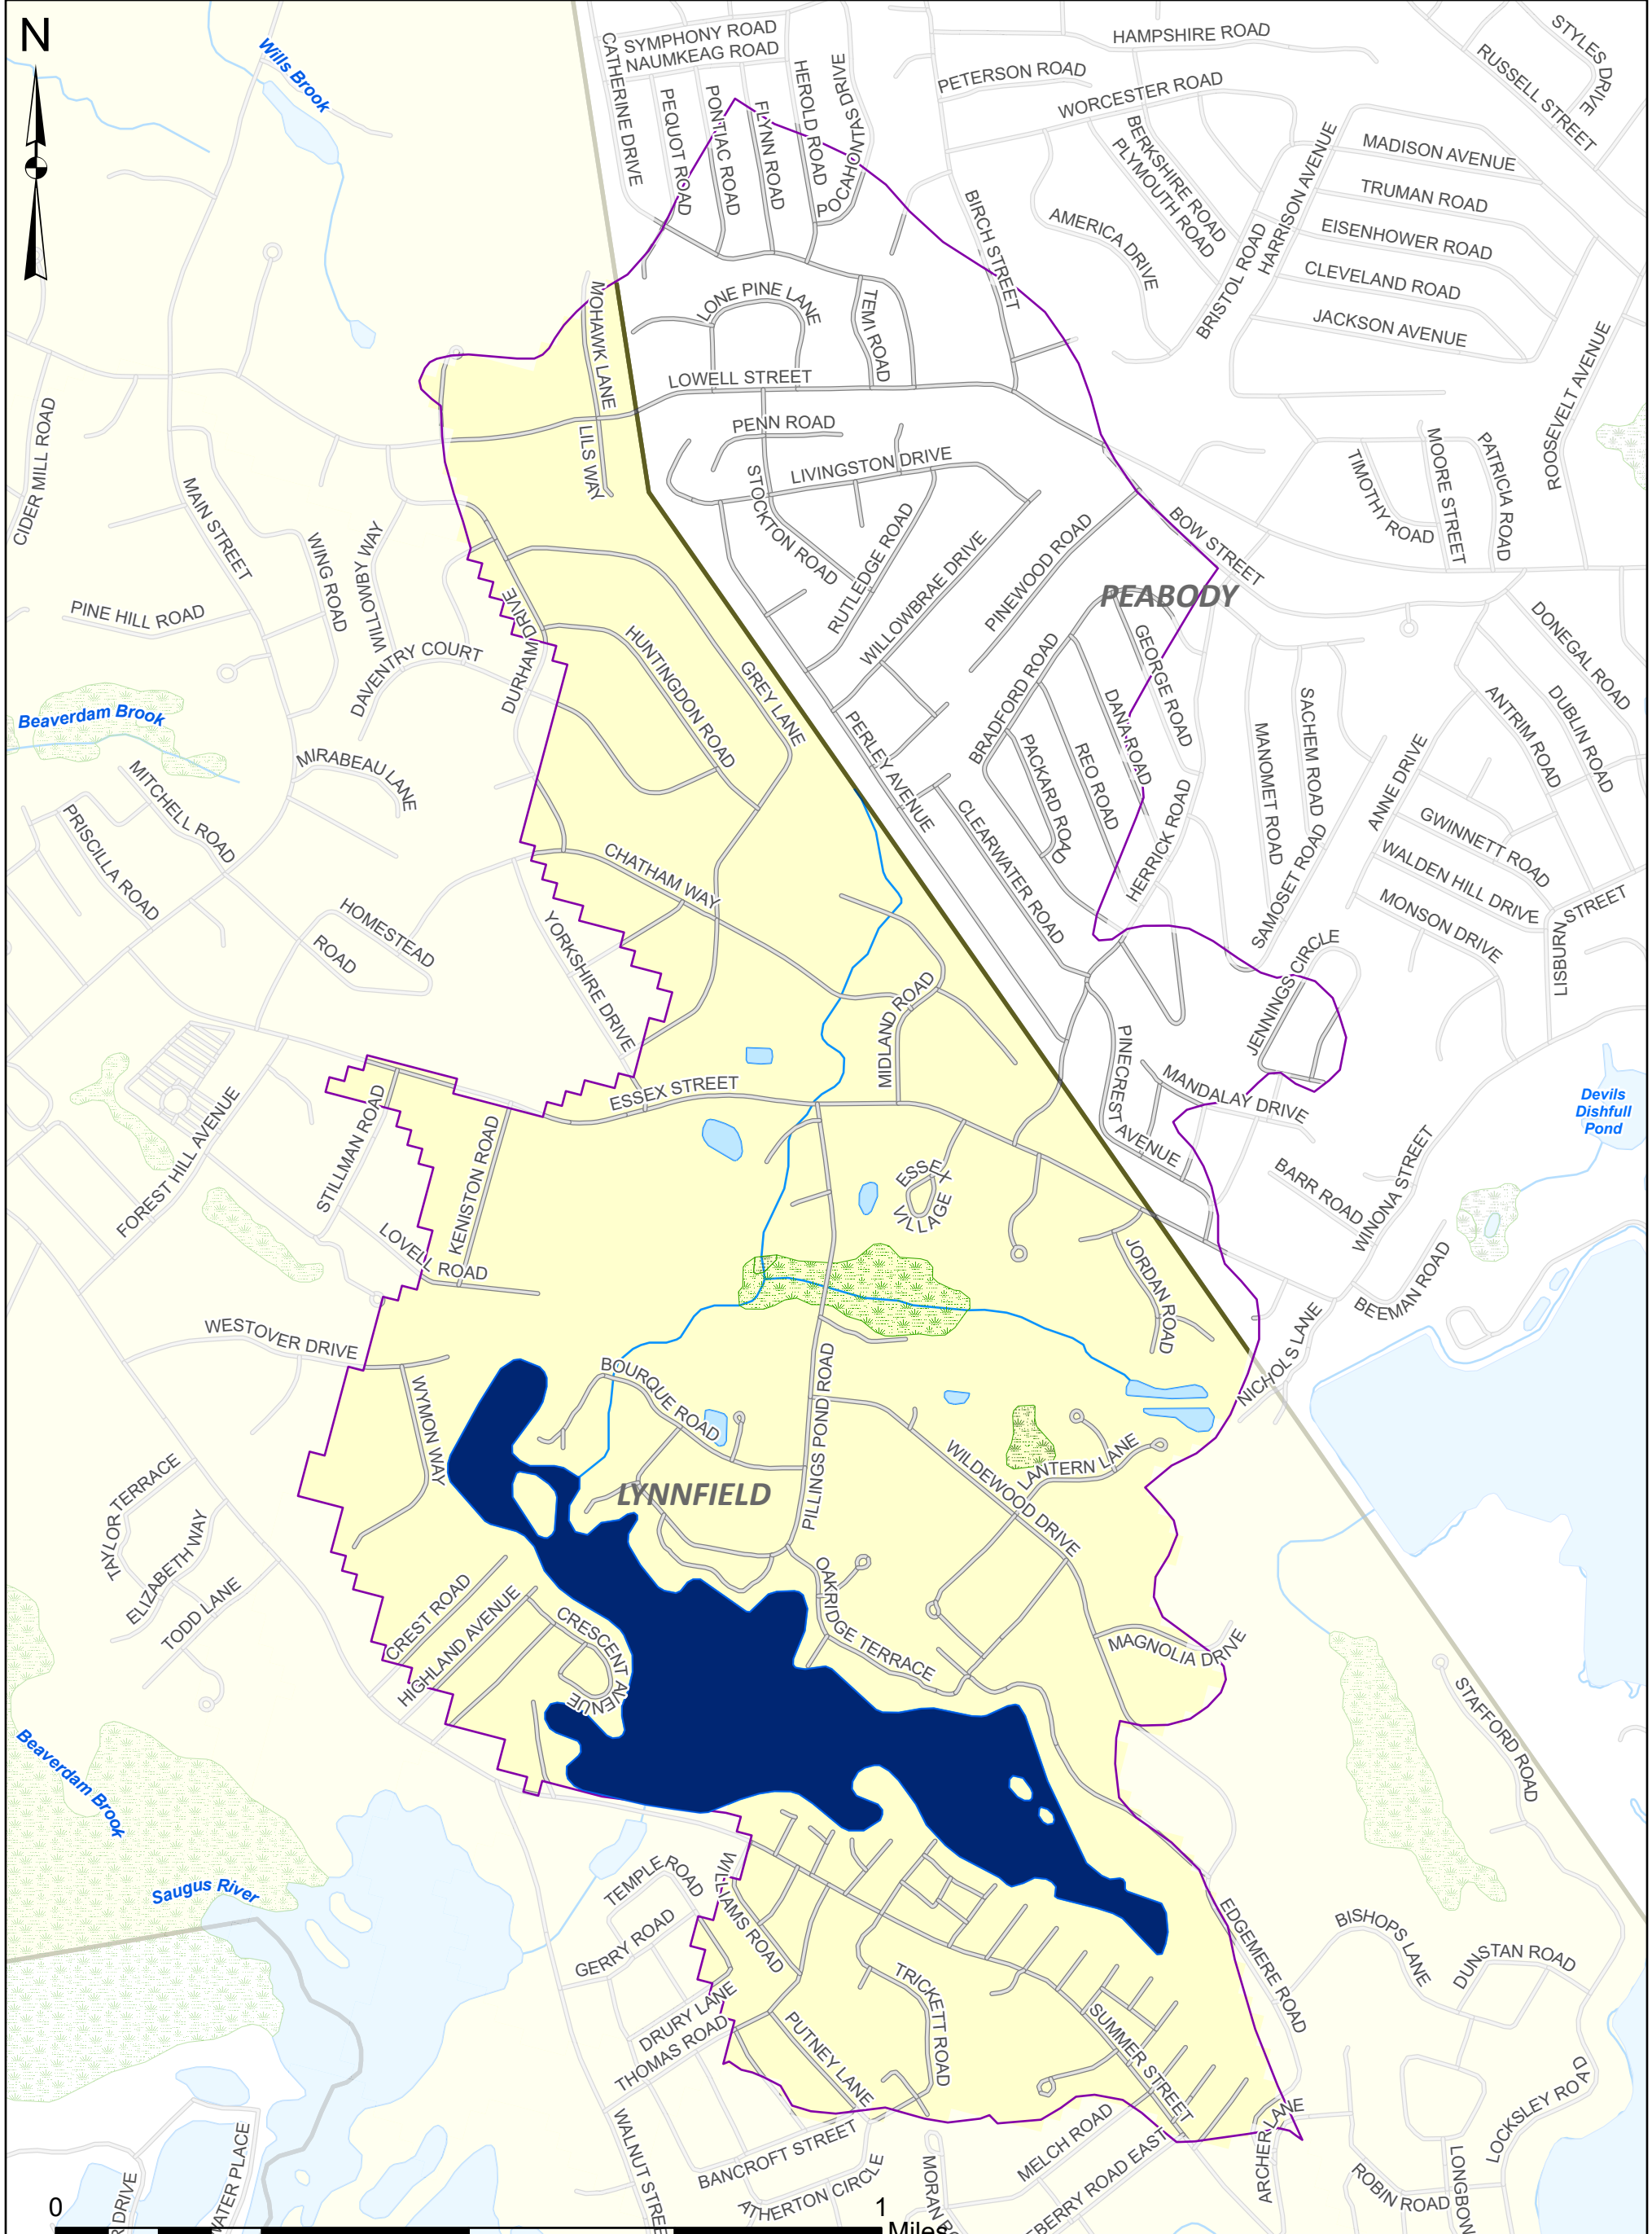 N
Wills Brook
SYMPHONY ROAD
NAUMKEAG ROAD
CATHERINE DRIVE
PEQUOT ROAD
PONTIAC ROAD
FLYNN ROAD
HEROLD ROAD
POCAHONTAS DRIVE
HAMPSHIRE ROAD
PETERSON ROAD
WORCESTER ROAD
STYLES DRIVE
RUSSELL STREET
BERKSHIRE ROAD
PLYMOUTH ROAD
MADISON AVENUE
TRUMAN ROAD
EISENHOWER ROAD
CLEVELAND ROAD
JACKSON AVENUE
HARRISON AVENUE
BRISTOL ROAD
AMERICA DRIVE
BIRCH STREET
ROOSEVELT AVENUE
MOHAWK LANE
LONE PINE LANE
TEMI ROAD
LOWELL STREET
PENN ROAD
LILS WAY
LIVINGSTON DRIVE
STOCKTON ROAD
RUTLEDGE ROAD
WILLOWBRAE DRIVE
PINEWOOD ROAD
BOW STREET
TIMOTHY ROAD
MOORE STREET
PATRICIA ROAD
CIDER MILL ROAD
MAIN STREET
WING ROAD
WILLOWBY WAY
PINE HILL ROAD
DAVENTRY COURT
DURHAM DRIVE
HUNTINGDON ROAD
GREY LANE
PEABODY
GEORGE ROAD
BRADFORD ROAD
DANA ROAD
REO ROAD
PACKARD ROAD
PERLEY AVENUE
CLEARWATER ROAD
HERRICK ROAD
MANOMET ROAD
SACHEM ROAD
SAMOSET ROAD
ANNE DRIVE
DONEGAL ROAD
DUBLIN ROAD
ANTRIM ROAD
GWINNETT ROAD
WALDEN HILL DRIVE
MONSON DRIVE
LISBURN STREET
Beaverdam Brook
MIRABEAU LANE
MITCHELL ROAD
PRISCILLA ROAD
HOMESTEAD
ROAD
CHATHAM WAY
YORKSHIRE DRIVE
MIDLAND ROAD
JENNINGS CIRCLE
PINECREST AVENUE
MANDALAY DRIVE
BARR ROAD
WINONA STREET
BEEMAN ROAD
Devils
Dishfull
Pond
ESSEX STREET
STILLMAN ROAD
KENISTON ROAD
FOREST HILL AVENUE
LOVELL ROAD
ESSEX
VILLAGE
JORDAN ROAD
NICHOLS LANE
WESTOVER DRIVE
WYMON WAY
BOURQUE ROAD
PILLINGS POND ROAD
LYNNFIELD
WILDEWOOD DRIVE
LANTERN LANE
TAYLOR TERRACE
ELIZABETH WAY
TODD LANE
CREST ROAD
HIGHLAND AVENUE
CRESCENT AVENUE
OAKRIDGE TERRACE
MAGNOLIA DRIVE
STAFFORD ROAD
Beaverdam Brook
Saugus River
TEMPLE ROAD
WILLIAMS ROAD
GERRY ROAD
DRURY LANE
THOMAS ROAD
PUTNEY LANE
TRICKETT ROAD
SUMMER STREET
EDGEMERE ROAD
BISHOPS LANE
DUNSTAN ROAD
LOCKSLEY ROAD
ARCHER LANE
MELCH ROAD
BANCROFT STREET
ATHERTON CIRCLE
WALNUT STREE
MORAN RO
EBERRY ROAD EAST
ROBIN ROAD
LONGBOW
WATER PLACE
R DRIVE
0
1
Miles